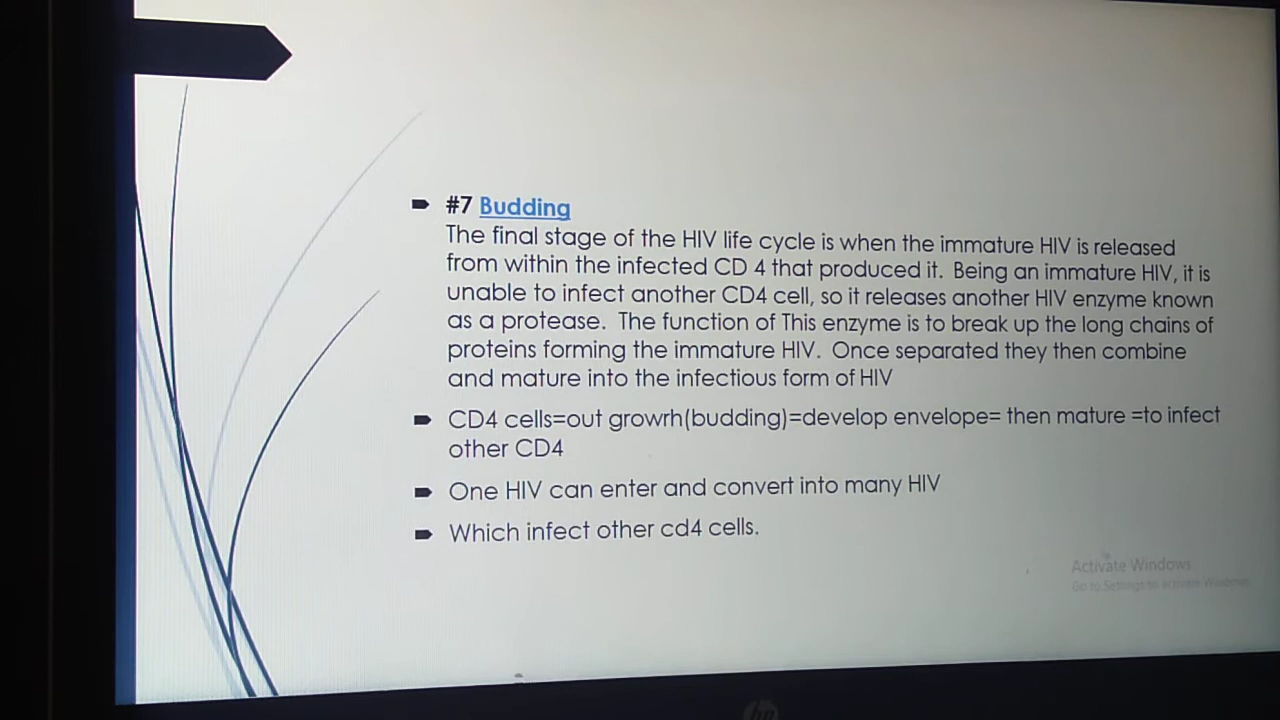 #7 Budding
The final stage of the HIV life cycle is when the immature HIV is released
from within the infected CD 4 that produced it. Being an immature HIV, it is
unable to infect another CD4 cell, so it releases another HIV enzyme known
as a protease. The function of This enzyme is to break up the long chains of
proteins forming the immature HIV. Once separated they then combine
and mature into the infectious form of HIV
CD4 cells=out growrh(budding)=develop envelope= then mature =to infect
other CD4
One HIV can enter and convert into many HIV
Which infect other cd4 cells.
Activate Windows
Go to Settings to activate Windows.
hp